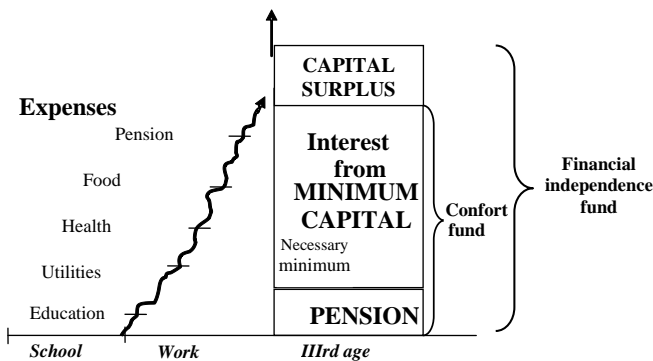 Expenses
Pension
Food
Health
Utilities
Education
CAPITAL
SURPLUS
Interest
from
MINIMUM
CAPITAL
Necessary
minimum
PENSION
Confort
fund
Financial
independence
fund
School
Work
IIIrd age